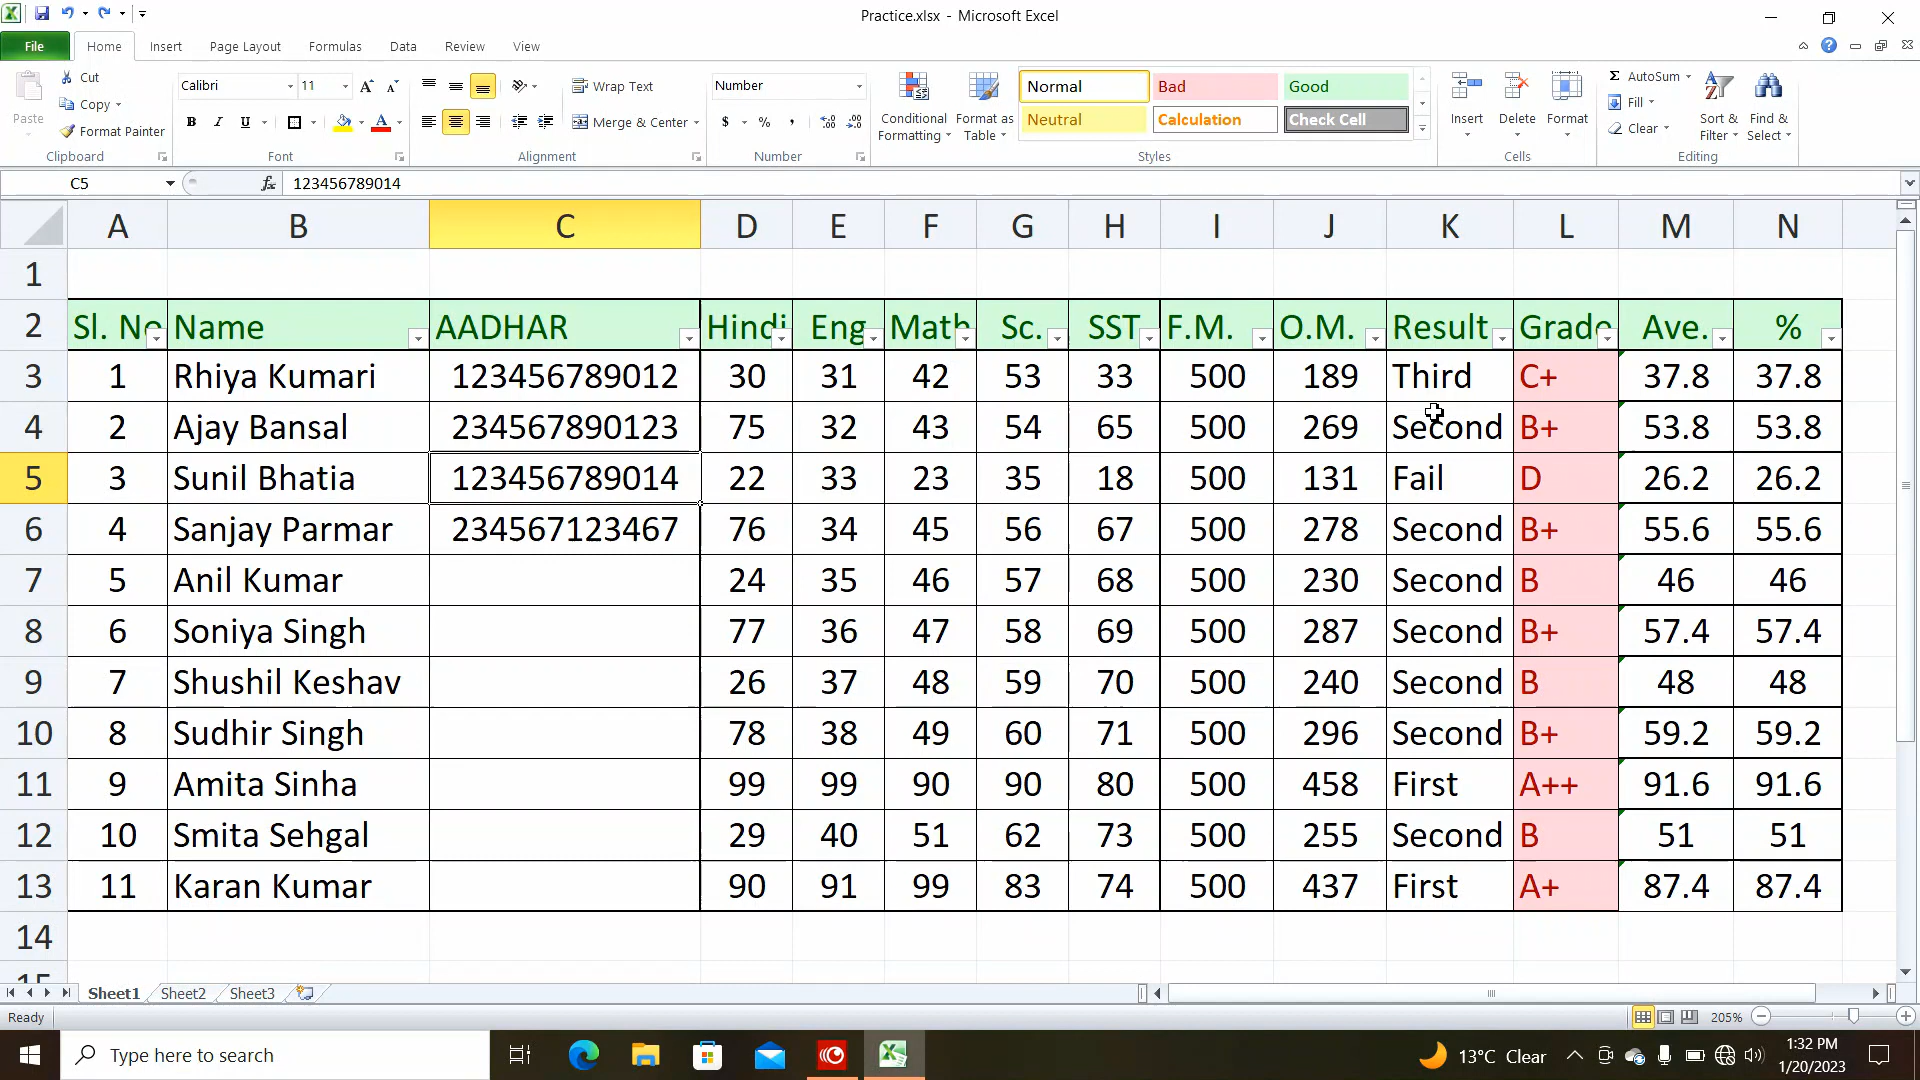 Practice.xlsx - Microsoft Excel
File Home Insert Page Layout Formulas Data Review View
Paste Cut Copy Format Painter Clipboard
Calibri 11 B I U Font
Wrap Text Merge & Center Alignment
Number $ % , Number
Conditional Formatting Format as Table
Normal Bad Good
Neutral Calculation Check Cell
Styles
Insert Delete Format Cells
AutoSum Fill Clear Sort & Filter Find & Select Editing
C5 fx 123456789014
A B C D E F G H I J K L M N
1
2 Sl. No Name AADHAR Hindi Eng Math Sc. SST F.M. O.M. Result Grade Ave. %
3 1 Rhiya Kumari 123456789012 30 31 42 53 33 500 189 Third C+ 37.8 37.8
4 2 Ajay Bansal 234567890123 75 32 43 54 65 500 269 Second B+ 53.8 53.8
5 3 Sunil Bhatia 123456789014 22 33 23 35 18 500 131 Fail D 26.2 26.2
6 4 Sanjay Parmar 234567123467 76 34 45 56 67 500 278 Second B+ 55.6 55.6
7 5 Anil Kumar 24 35 46 57 68 500 230 Second B 46 46
8 6 Soniya Singh 77 36 47 58 69 500 287 Second B+ 57.4 57.4
9 7 Shushil Keshav 26 37 48 59 70 500 240 Second B 48 48
10 8 Sudhir Singh 78 38 49 60 71 500 296 Second B+ 59.2 59.2
11 9 Amita Sinha 99 99 90 90 80 500 458 First A++ 91.6 91.6
12 10 Smita Sehgal 29 40 51 62 73 500 255 Second B 51 51
13 11 Karan Kumar 90 91 99 83 74 500 437 First A+ 87.4 87.4
14
15
Sheet1 Sheet2 Sheet3
Ready 205%
Type here to search 13°C Clear 1:32 PM
1/20/2023